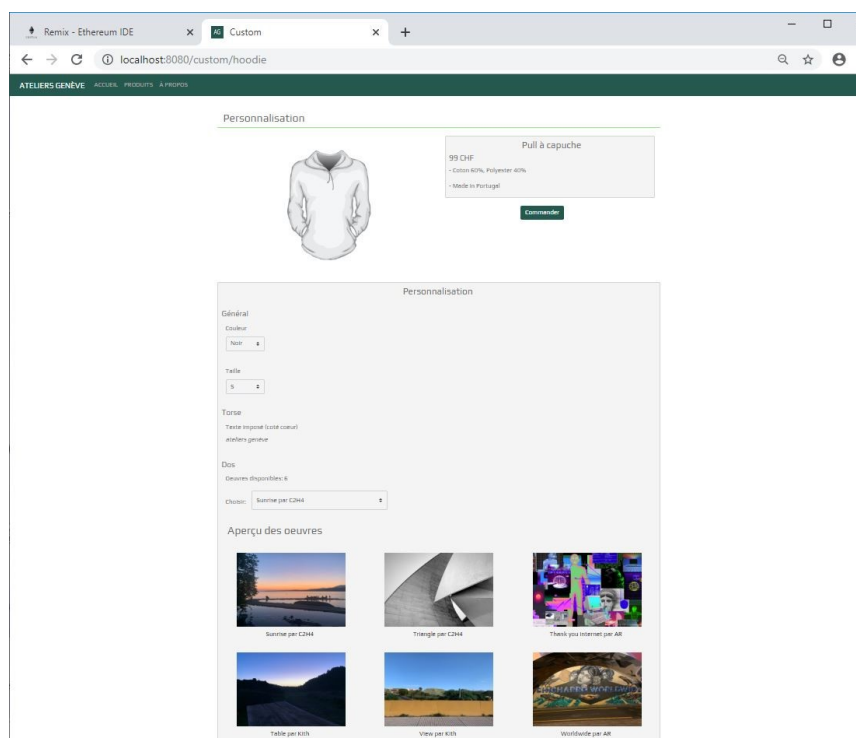 Remix - Ethereum IDE
AG Custom
localhost:8080/custom/hoodie
ATELIERS GENÈVE ACCUEIL PRODUITS À PROPOS
Personnalisation
Pull à capuche
99 CHF
- Coton 60%, Polyester 40%
- Made in Portugal
Commander
Personnalisation
Général
Couleur
Noir
Taille
S
Torse
Texte imposé (coté coeur)
ateliers genève
Dos
Oeuvres disponibles: 6
Choisir: Sunrise par C2H4
Aperçu des oeuvres
Sunrise par C2H4
Triangle par C2H4
Thank you internet par AR
Table par Kith
View par Kith
Worldwide par AR